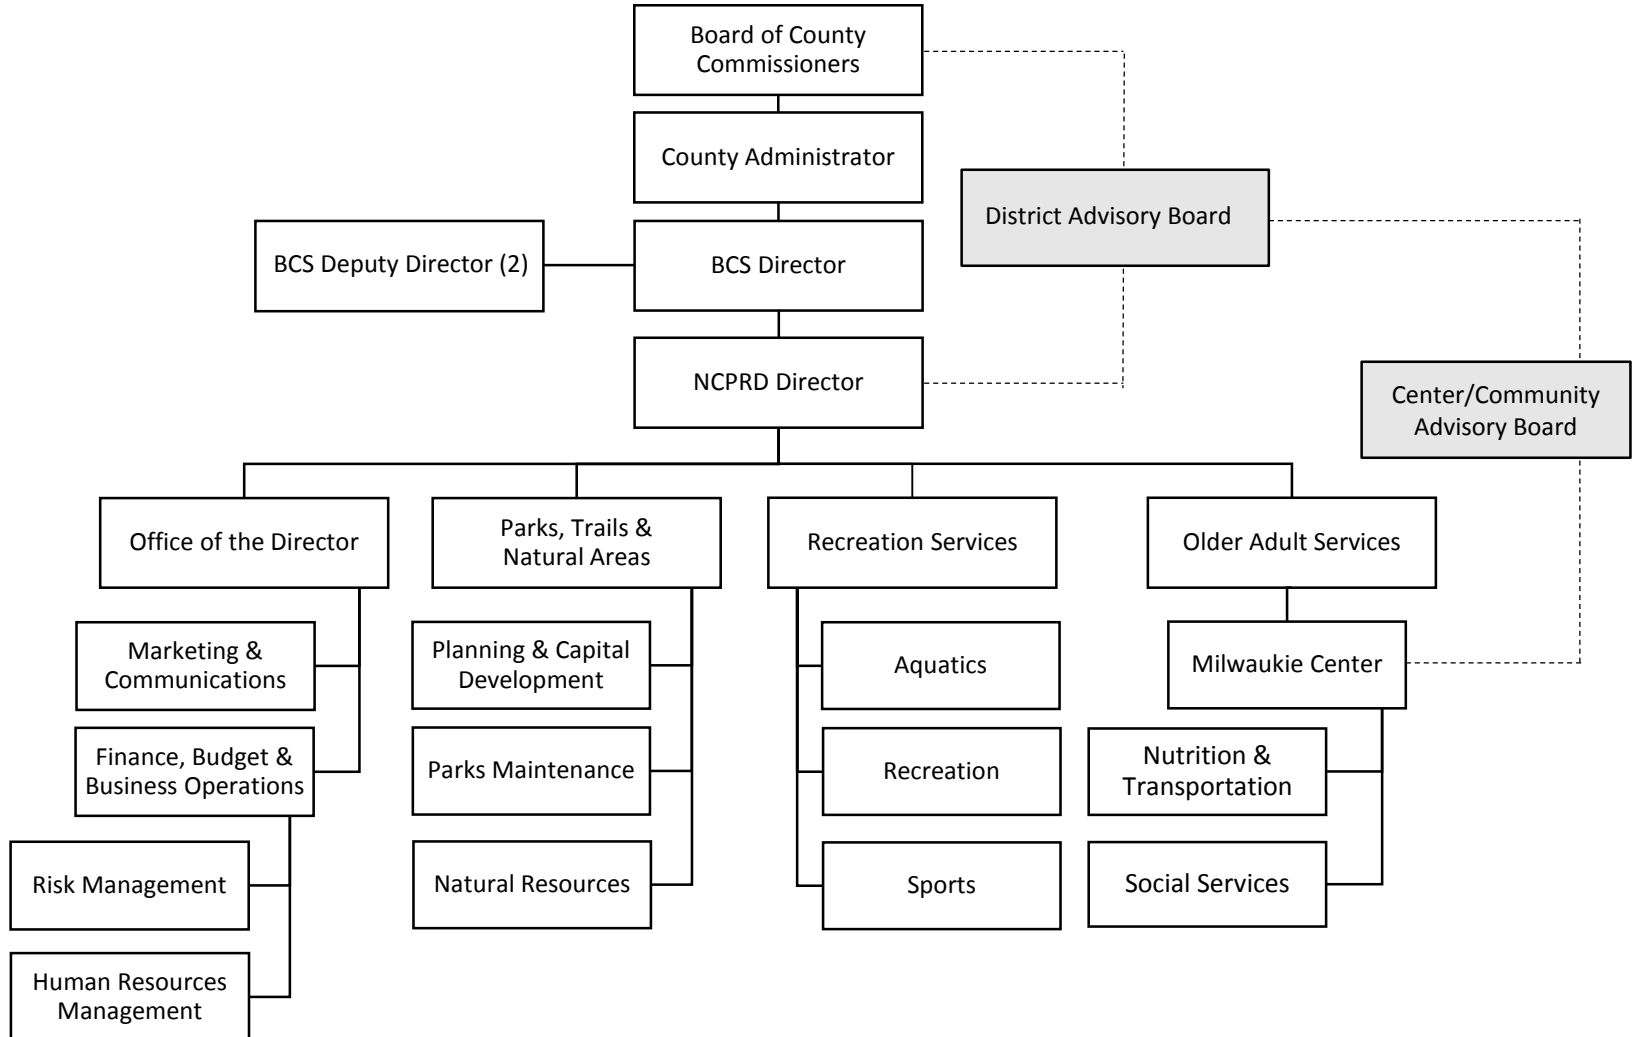 Board of County
Commissioners
County Administrator
District Advisory Board
BCS Deputy Director (2)
BCS Director
NCPRD Director
Center/Community
Advisory Board
Office of the Director
Parks, Trails &
Natural Areas
Recreation Services
Older Adult Services
Marketing &
Communications
Planning & Capital
Development
Aquatics
Milwaukie Center
Finance, Budget &
Business Operations
Parks Maintenance
Recreation
Nutrition &
Transportation
Risk Management
Natural Resources
Sports
Social Services
Human Resources
Management